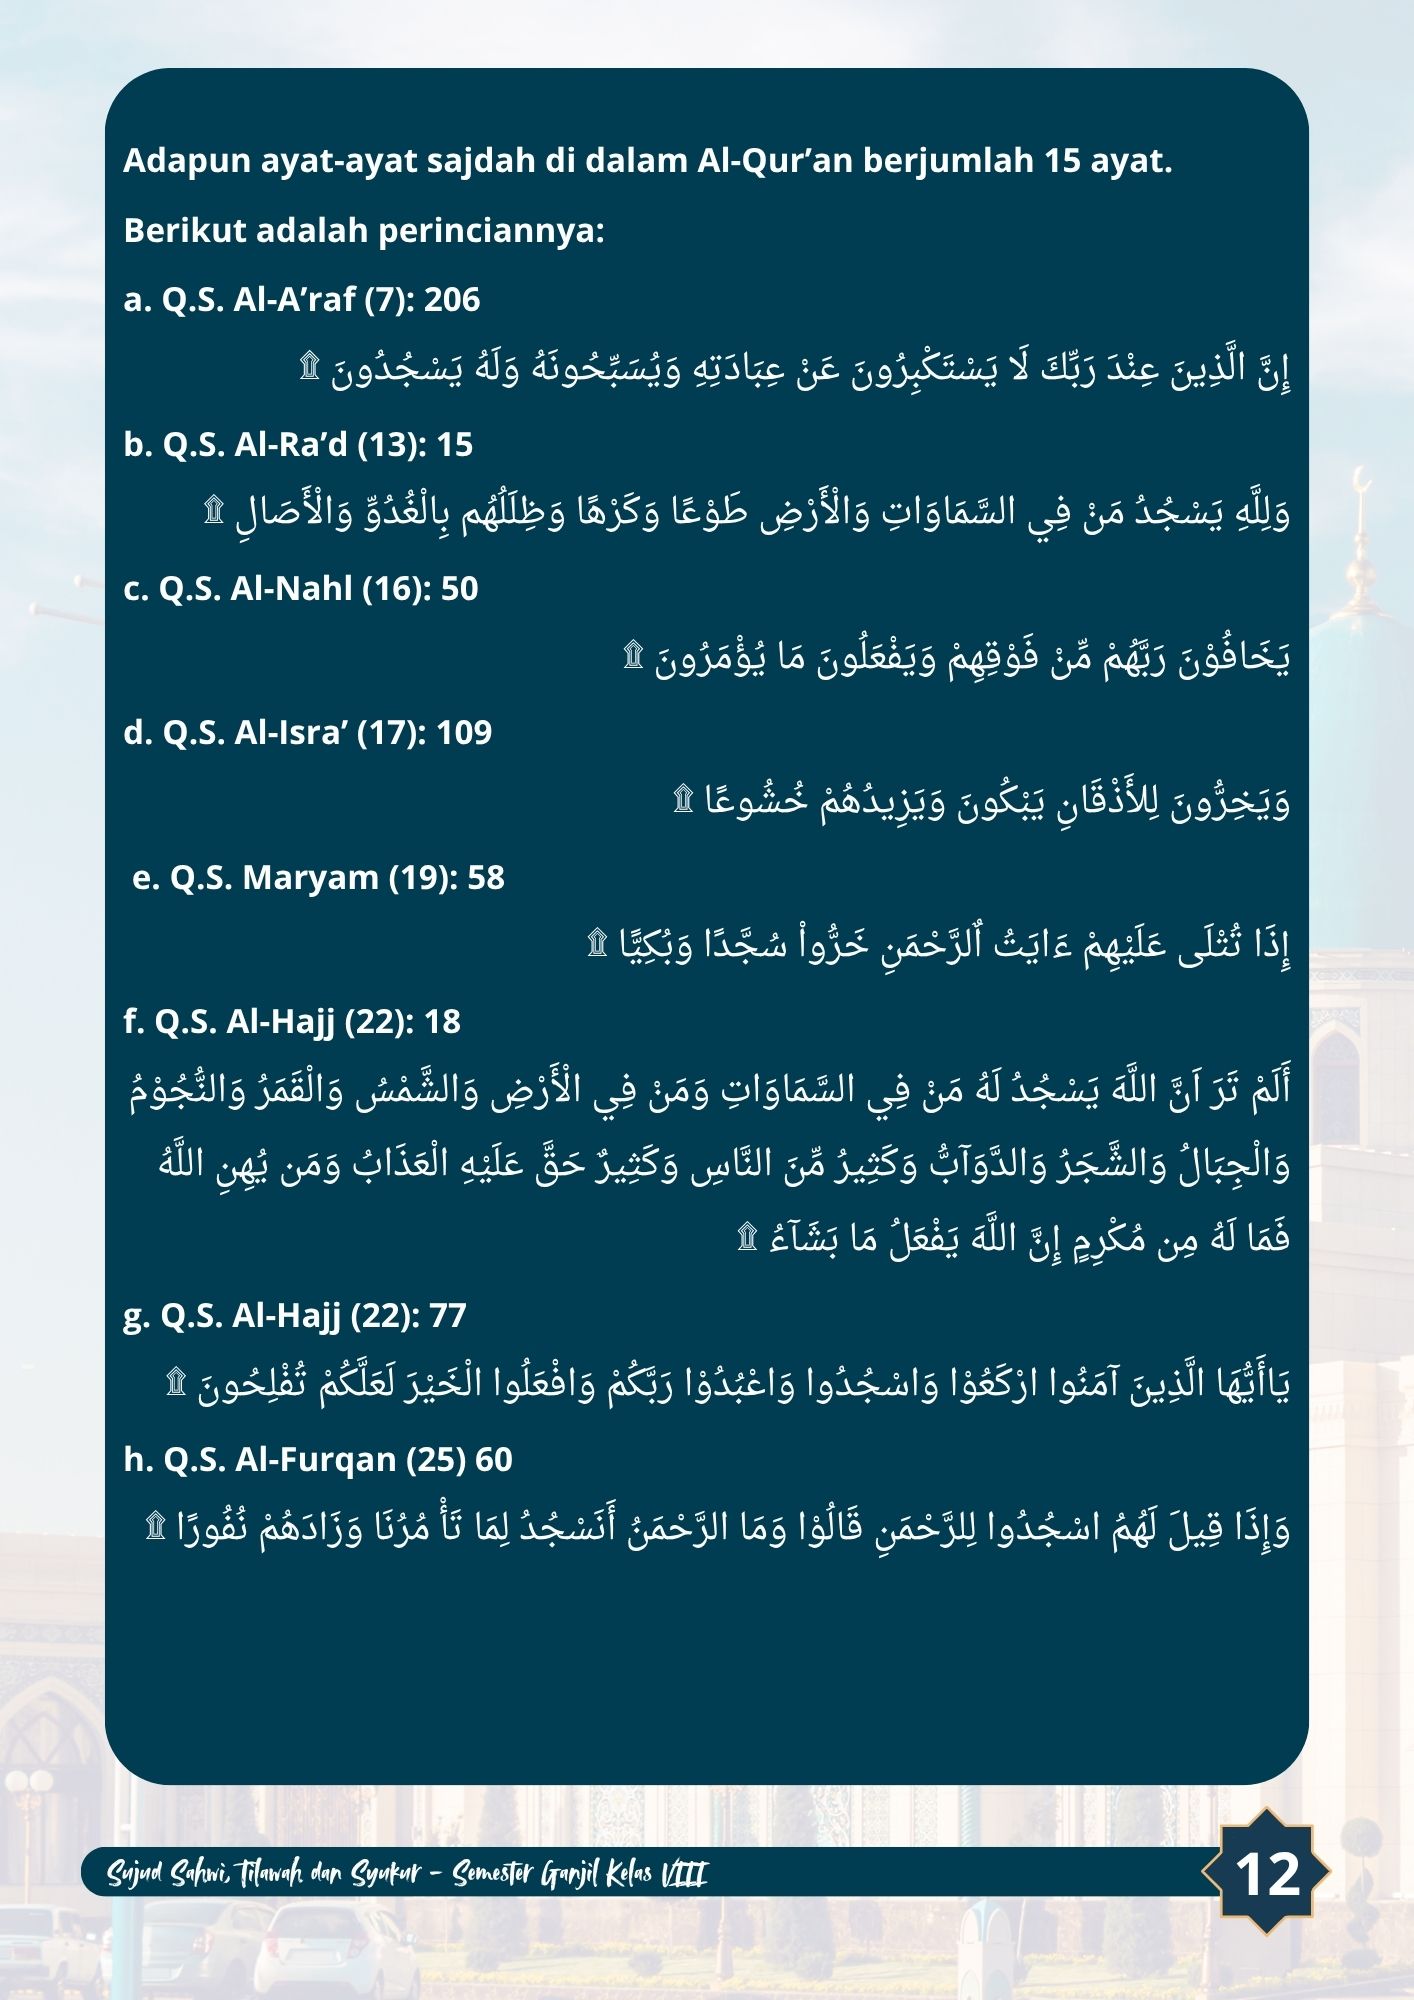 Adapun ayat-ayat sajdah di dalam Al-Qur’an berjumlah 15 ayat.
Berikut adalah perinciannya:
a. Q.S. Al-A’raf (7): 206
إِنَّ الَّذِينَ عِنْدَ رَبِّكَ لَا يَسْتَكْبِرُونَ عَنْ عِبَادَتِهِ وَيُسَبِّحُونَهُ وَلَهُ يَسْجُدُونَ ۩
b. Q.S. Al-Ra’d (13): 15
وَلِلَّهِ يَسْجُدُ مَنْ فِي السَّمَاوَاتِ وَالْأَرْضِ طَوْعًا وَكَرْهًا وَظِلَلُهُم بِالْغُدُوِّ وَالْأَصَالِ ۩
c. Q.S. Al-Nahl (16): 50
يَخَافُوْنَ رَبَّهُمْ مِّنْ فَوْقِهِمْ وَيَفْعَلُونَ مَا يُؤْمَرُونَ ۩
d. Q.S. Al-Isra’ (17): 109
وَيَخِرُّونَ لِلأَذْقَانِ يَبْكُونَ وَيَزِيدُهُمْ خُشُوعًا ۩
e. Q.S. Maryam (19): 58
إِذَا تُتْلَى عَلَيْهِمْ ءَايَتُ اٌلرَّحْمَنِ خَرُّواْ سُجَّدًا وَبُكِيًّا ۩
f. Q.S. Al-Hajj (22): 18
أَلَمْ تَرَ اَنَّ اللَّهَ يَسْجُدُ لَهُ مَنْ فِي السَّمَاوَاتِ وَمَنْ فِي الْأَرْضِ وَالشَّمْسُ وَالْقَمَرُ وَالنُّجُوْمُ
وَالْجِبَالُ وَالشَّجَرُ وَالدَّوَآبُّ وَكَثِيرُ مِّنَ النَّاسِ وَكَثِيرٌ حَقَّ عَلَيْهِ الْعَذَابُ وَمَن يُهِنِ اللَّهُ
فَمَا لَهُ مِن مُكْرِمٍ إِنَّ اللَّهَ يَفْعَلُ مَا بَشَآءُ ۩
g. Q.S. Al-Hajj (22): 77
يَاأَيُّهَا الَّذِينَ آمَنُوا ارْكَعُوْا وَاسْجُدُوا وَاعْبُدُوْا رَبَّكُمْ وَافْعَلُوا الْخَيْرَ لَعَلَّكُمْ تُفْلِحُونَ ۩
h. Q.S. Al-Furqan (25) 60
وَإِذَا قِيلَ لَهُمُ اسْجُدُوا لِلرَّحْمَنِ قَالُوْا وَمَا الرَّحْمَنُ أَنَسْجُدُ لِمَا تَأْ مُرُنَا وَزَادَهُمْ نُفُورًا ۩
Sujud Sahwi, Tilawah dan Syukur - Semester Ganjil Kelas VIII
12